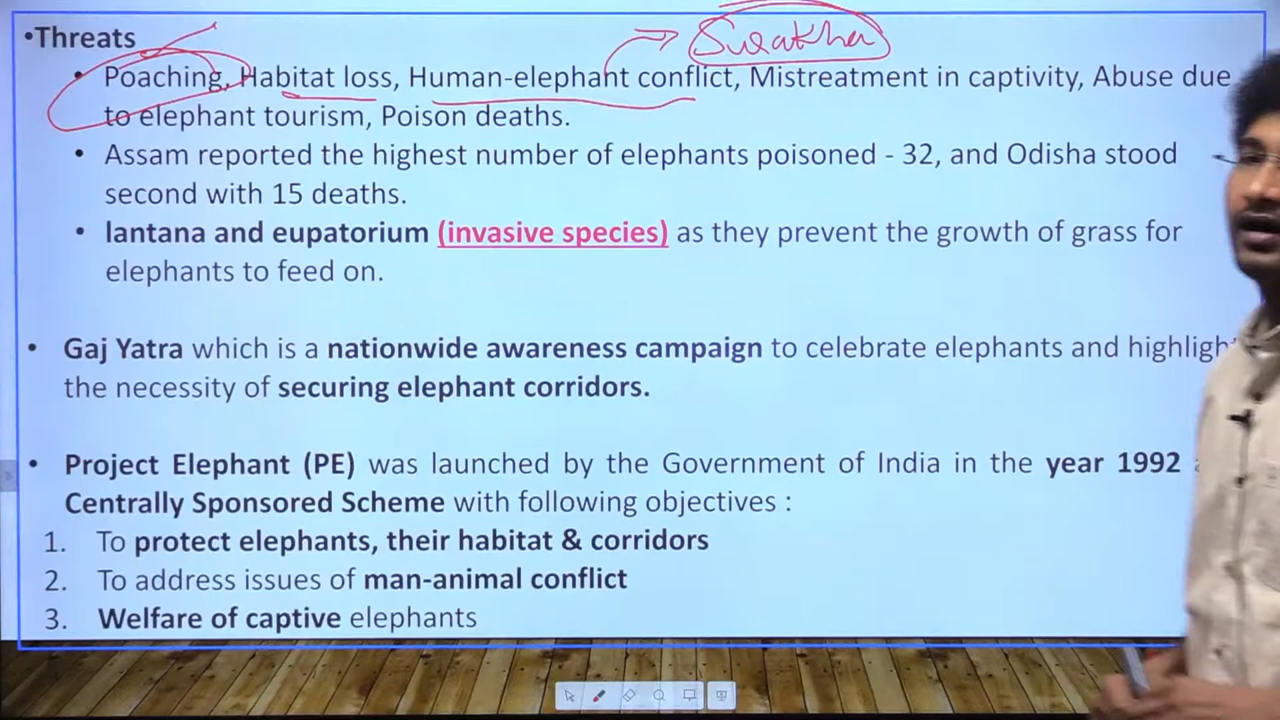 •Threats
Surakha
• Poaching, Habitat loss, Human-elephant conflict, Mistreatment in captivity, Abuse due
to elephant tourism, Poison deaths.
• Assam reported the highest number of elephants poisoned - 32, and Odisha stood
second with 15 deaths.
• lantana and eupatorium (invasive species) as they prevent the growth of grass for
elephants to feed on.
• Gaj Yatra which is a nationwide awareness campaign to celebrate elephants and highlight
the necessity of securing elephant corridors.
• Project Elephant (PE) was launched by the Government of India in the year 1992
Centrally Sponsored Scheme with following objectives :
1. To protect elephants, their habitat & corridors
2. To address issues of man-animal conflict
3. Welfare of captive elephants